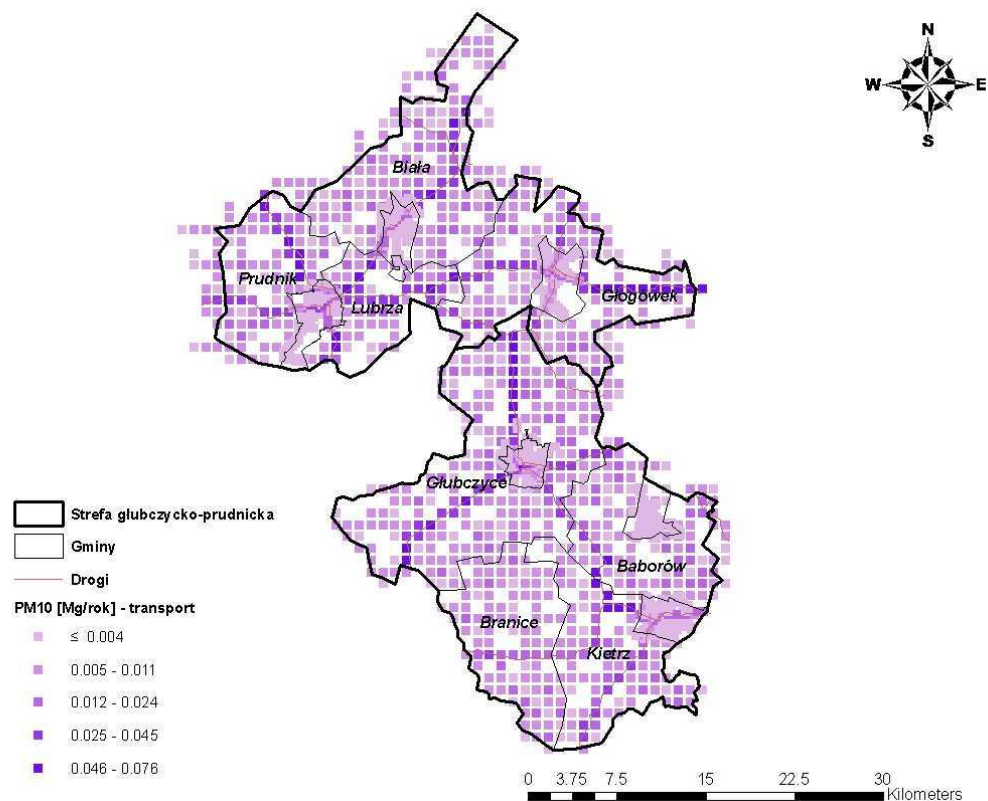 N
W E
S
Biała
Prudnik
Lubrza
Głogówek
Głubczyce
Baborów
Branice
Kietrz
Strefa głubczycko-prudnicka
Gminy
Drogi
PM10 [Mg/rok] - transport
≤ 0.004
0.005 - 0.011
0.012 - 0.024
0.025 - 0.045
0.046 - 0.076
0 3.75 7.5 15 22.5 30
Kilometers